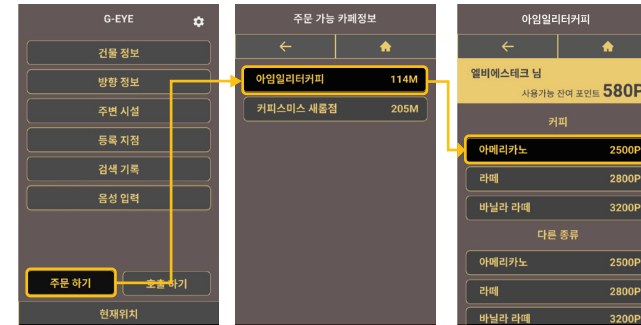 G-EYE
건물 정보
방향 정보
주변 시설
등록 지점
검색 기록
음성 입력
주문 하기
호출 하기
현재위치
주문 가능 카페정보
아임일리터커피 114M
커피스미스 새롬점 205M
아임일리터커피
엘비에스테크 님
사용가능 잔여 포인트 580P
커피
아메리카노 2500P
라떼 2800P
바닐라 라떼 3200P
다른 종류
아메리카노 2500P
라떼 2800P
바닐라 라떼 3200P